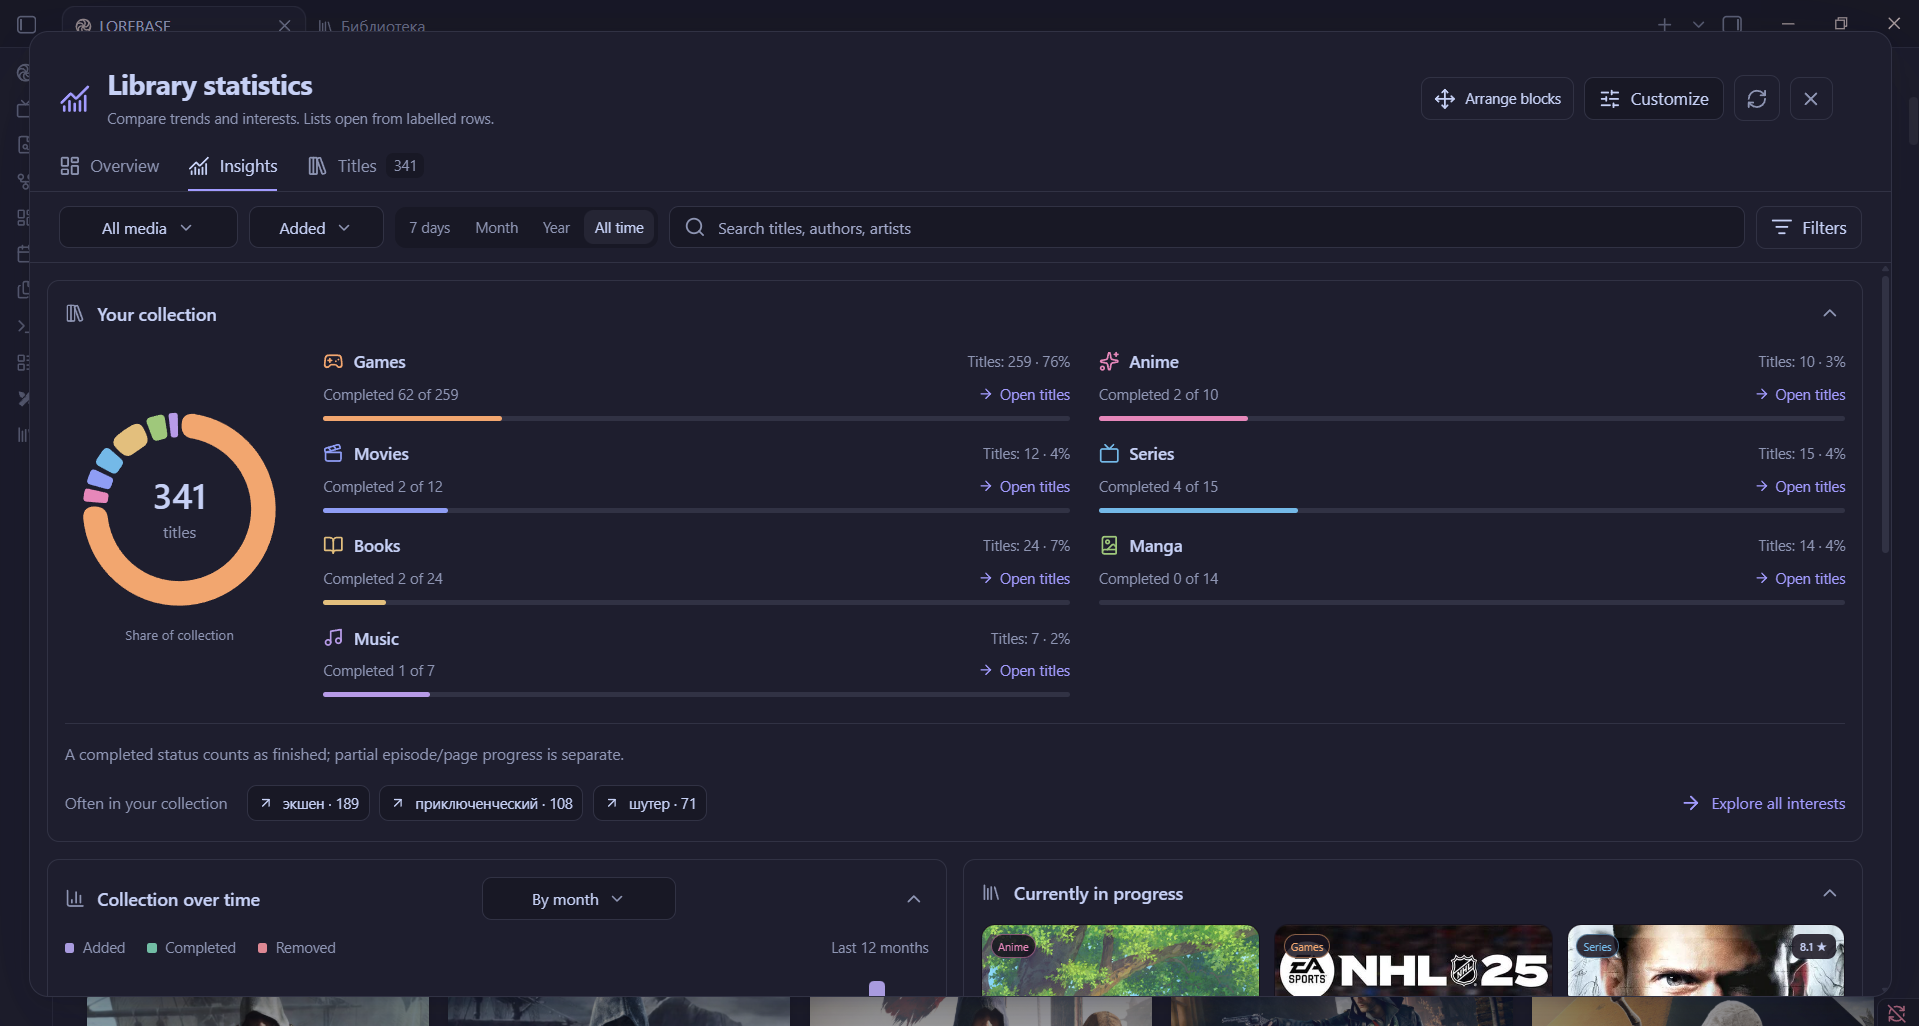 LOREBASE
Библиотека
Library statistics
Compare trends and interests. Lists open from labelled rows.
Arrange blocks
Customize
Overview
Insights
Titles 341
All media
Added
7 days
Month
Year
All time
Search titles, authors, artists
Filters
Your collection
341
titles
Share of collection
Games
Titles: 259 · 76%
Completed 62 of 259
Open titles
Anime
Titles: 10 · 3%
Completed 2 of 10
Open titles
Movies
Titles: 12 · 4%
Completed 2 of 12
Open titles
Series
Titles: 15 · 4%
Completed 4 of 15
Open titles
Books
Titles: 24 · 7%
Completed 2 of 24
Open titles
Manga
Titles: 14 · 4%
Completed 0 of 14
Open titles
Music
Titles: 7 · 2%
Completed 1 of 7
Open titles
A completed status counts as finished; partial episode/page progress is separate.
Often in your collection
экшен · 189
приключенческий · 108
шутер · 71
Explore all interests
Collection over time
By month
Added
Completed
Removed
Last 12 months
Currently in progress
Anime
Games
EA
SPORTS
NHL 25
Series
8.1 ★